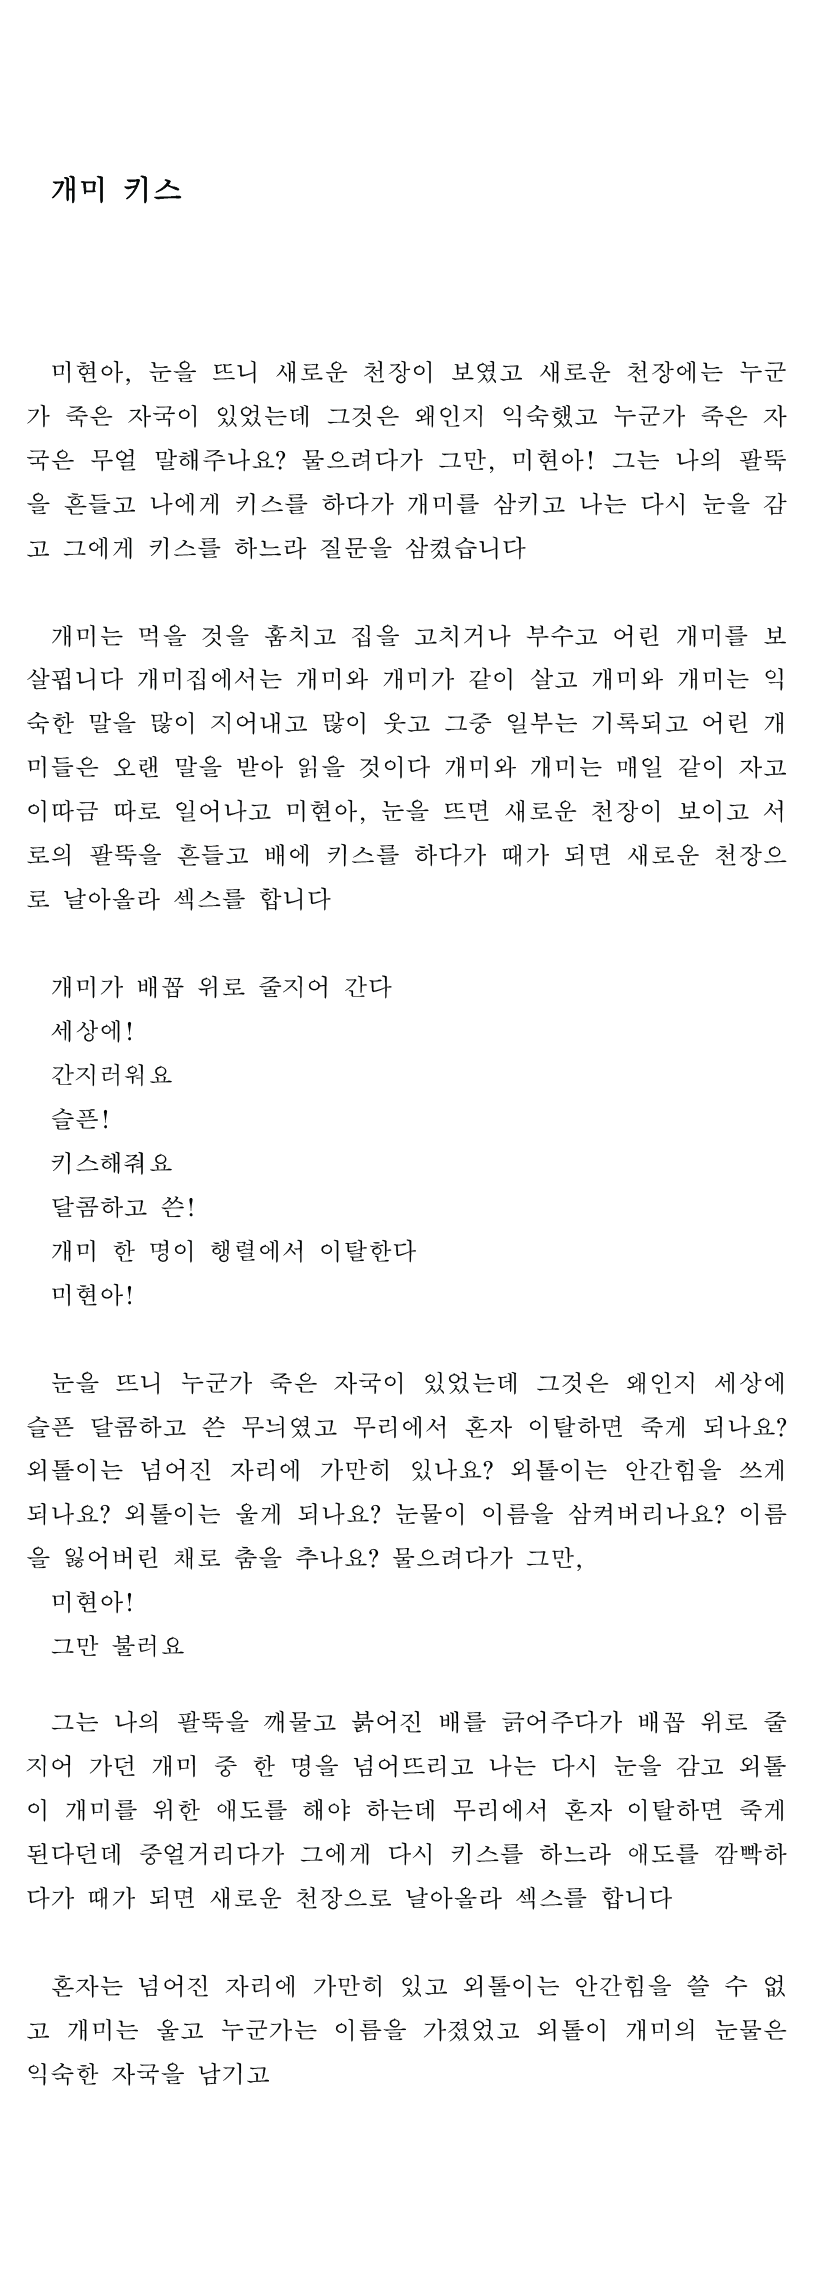 개미 키스
미현아, 눈을 뜨니 새로운 천장이 보였고 새로운 천장에는 누군
가 죽은 자국이 있었는데 그것은 왜인지 익숙했고 누군가 죽은 자
국은 무얼 말해주나요? 물으려다가 그만, 미현아! 그는 나의 팔뚝
을 흔들고 나에게 키스를 하다가 개미를 삼키고 나는 다시 눈을 감
고 그에게 키스를 하느라 질문을 삼켰습니다
개미는 먹을 것을 훔치고 집을 고치거나 부수고 어린 개미를 보
살핍니다 개미집에서는 개미와 개미가 같이 살고 개미와 개미는 익
숙한 말을 많이 지어내고 많이 웃고 그중 일부는 기록되고 어린 개
미들은 오랜 말을 받아 읽을 것이다 개미와 개미는 매일 같이 자고
이따금 따로 일어나고 미현아, 눈을 뜨면 새로운 천장이 보이고 서
로의 팔뚝을 흔들고 배에 키스를 하다가 때가 되면 새로운 천장으
로 날아올라 섹스를 합니다
개미가 배꼽 위로 줄지어 간다
세상에!
간지러워요
슬픈!
키스해줘요
달콤하고 쓴!
개미 한 명이 행렬에서 이탈한다
미현아!
눈을 뜨니 누군가 죽은 자국이 있었는데 그것은 왜인지 세상에
슬픈 달콤하고 쓴 무늬였고 무리에서 혼자 이탈하면 죽게 되나요?
외톨이는 넘어진 자리에 가만히 있나요? 외톨이는 안간힘을 쓰게
되나요? 외톨이는 울게 되나요? 눈물이 이름을 삼켜버리나요? 이름
을 잃어버린 채로 춤을 추나요? 물으려다가 그만,
미현아!
그만 불러요
그는 나의 팔뚝을 깨물고 붉어진 배를 긁어주다가 배꼽 위로 줄
지어 가던 개미 중 한 명을 넘어뜨리고 나는 다시 눈을 감고 외톨
이 개미를 위한 애도를 해야 하는데 무리에서 혼자 이탈하면 죽게
된다던데 중얼거리다가 그에게 다시 키스를 하느라 애도를 깜빡하
다가 때가 되면 새로운 천장으로 날아올라 섹스를 합니다
혼자는 넘어진 자리에 가만히 있고 외톨이는 안간힘을 쓸 수 없
고 개미는 울고 누군가는 이름을 가졌었고 외톨이 개미의 눈물은
익숙한 자국을 남기고